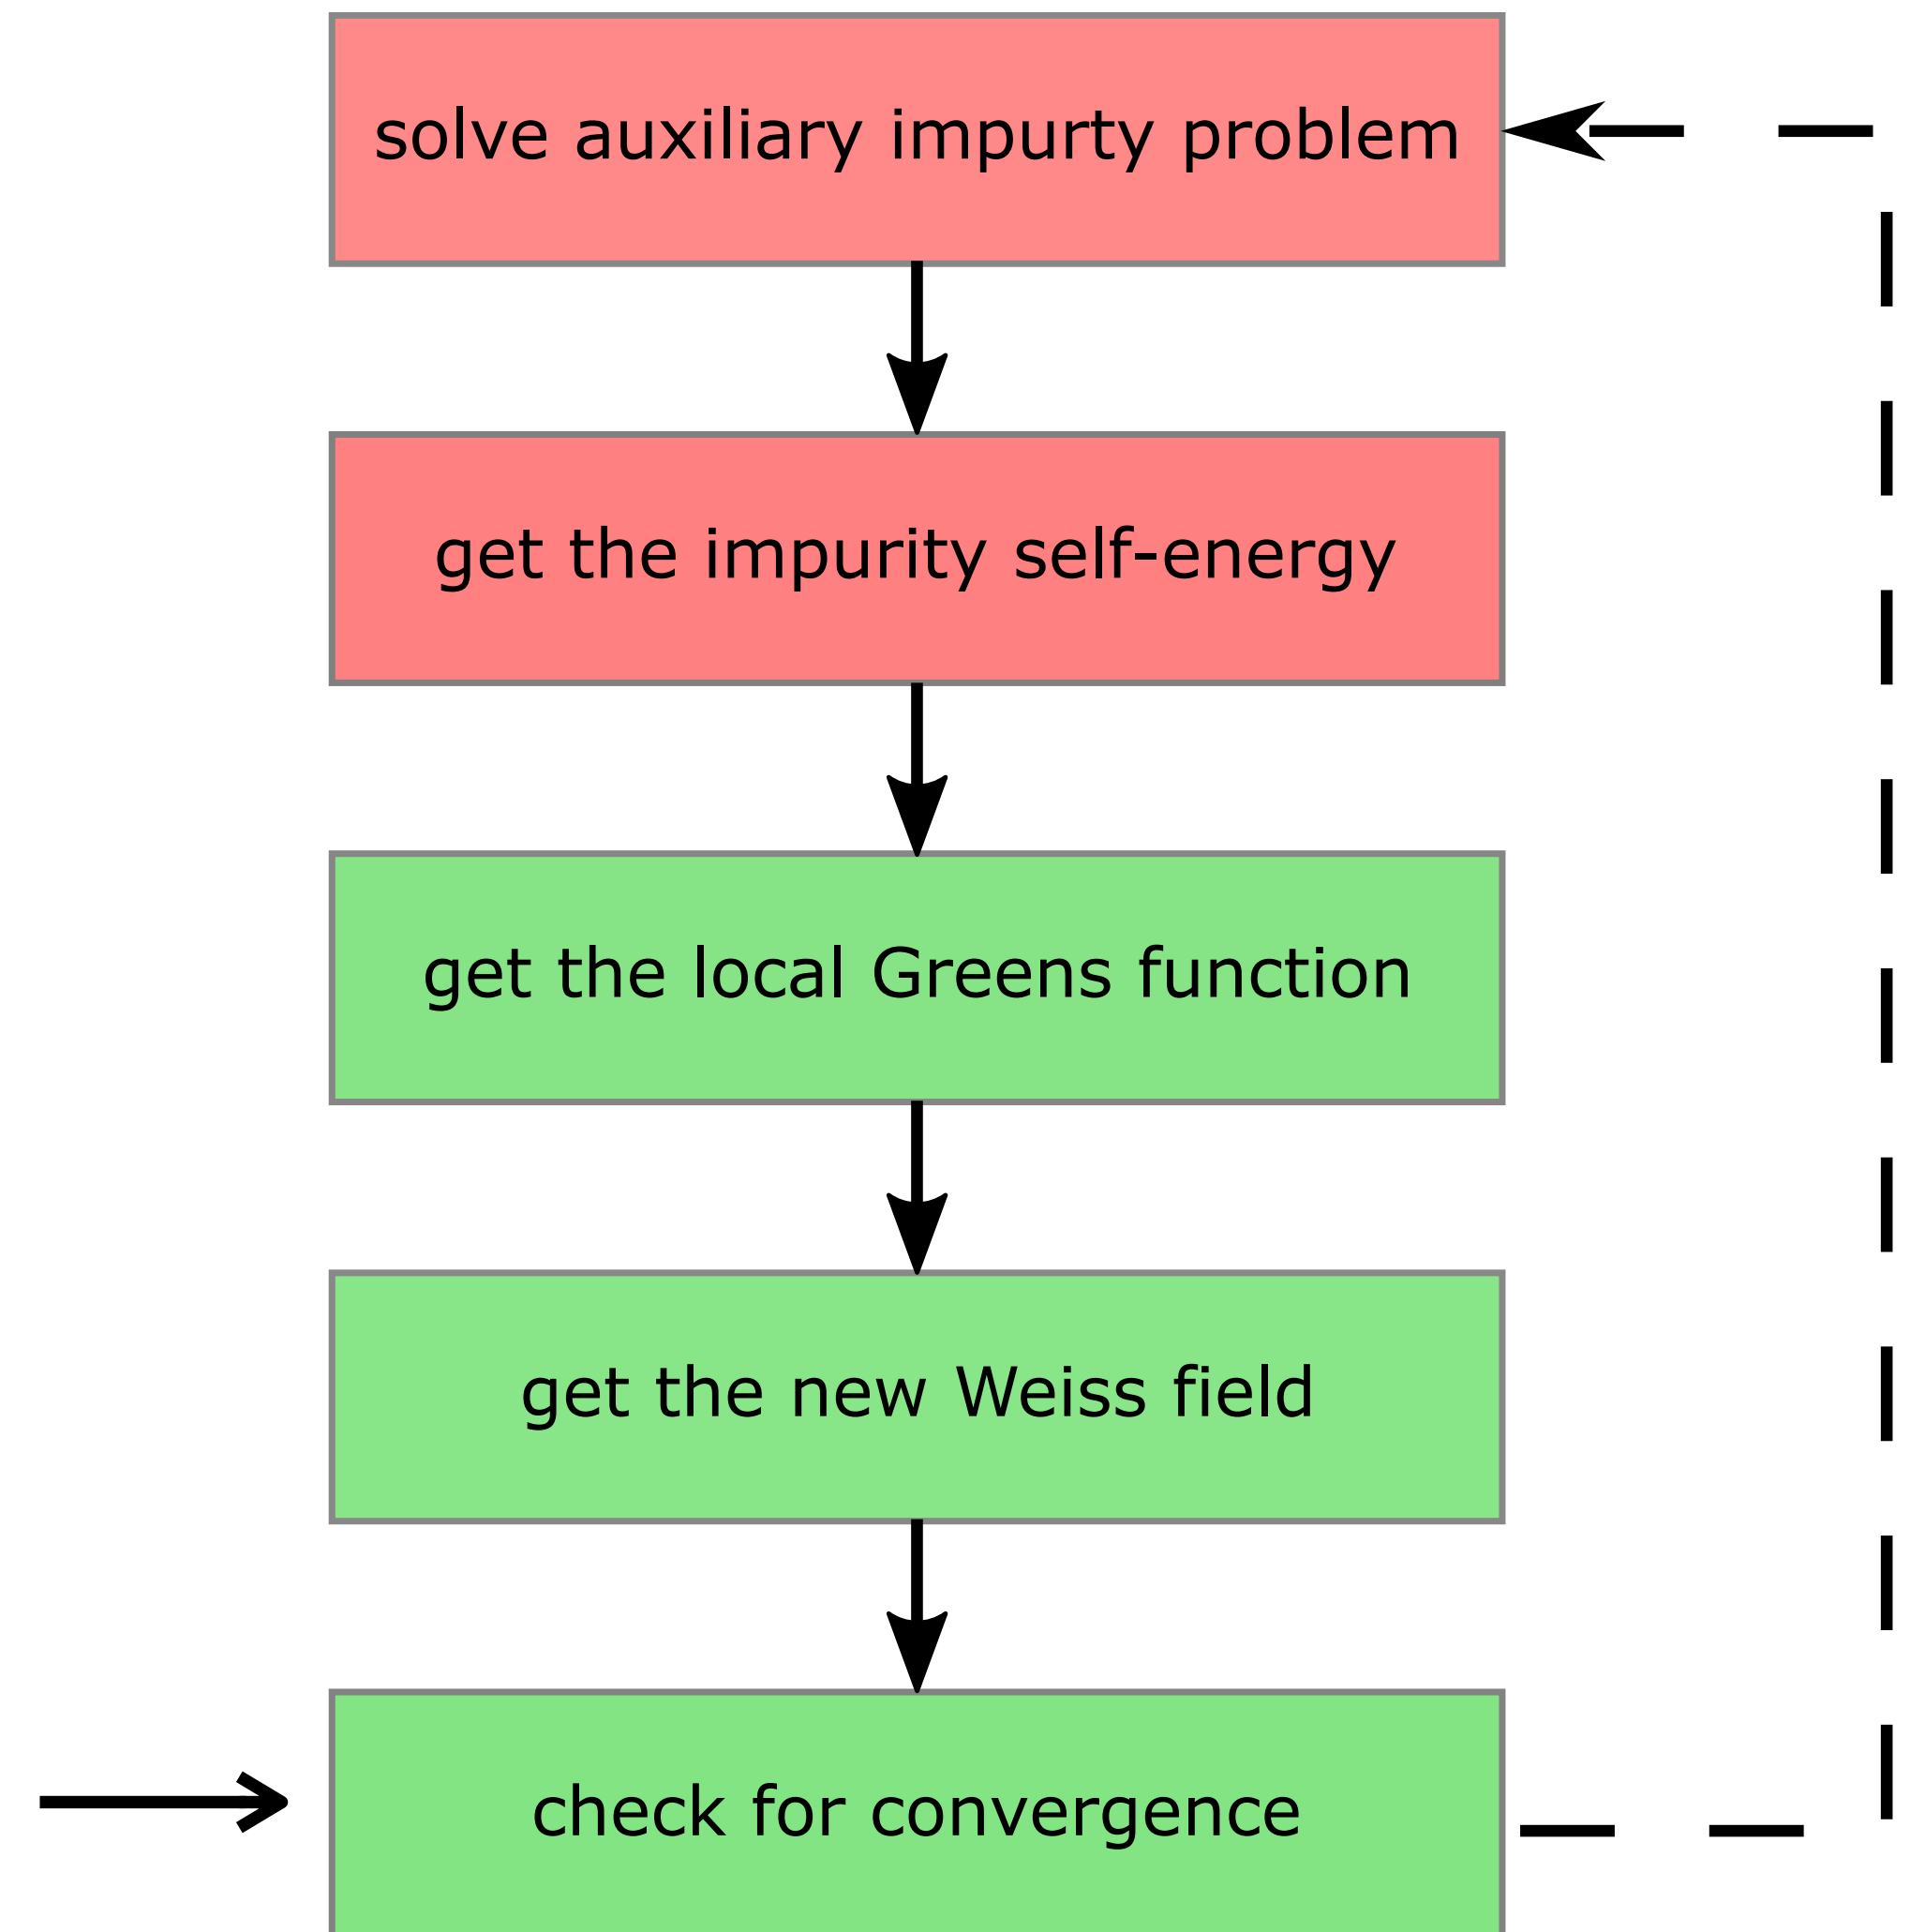 solve auxiliary impurty problem
get the impurity self-energy
get the local Greens function
get the new Weiss field
check for convergence